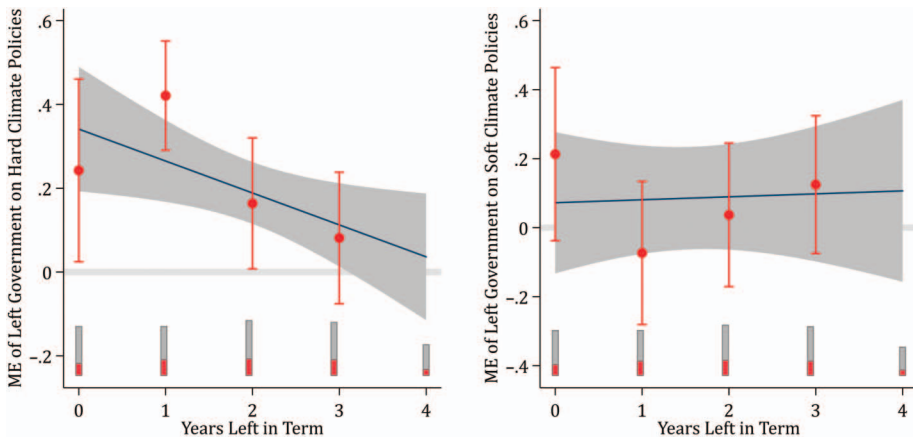 ME of Left Government on Hard Climate Policies
.6
.4
.2
0
-.2
0 1 2 3 4
Years Left in Term
ME of Left Government on Soft Climate Policies
.6
.4
.2
0
-.2
-.4
0 1 2 3 4
Years Left in Term